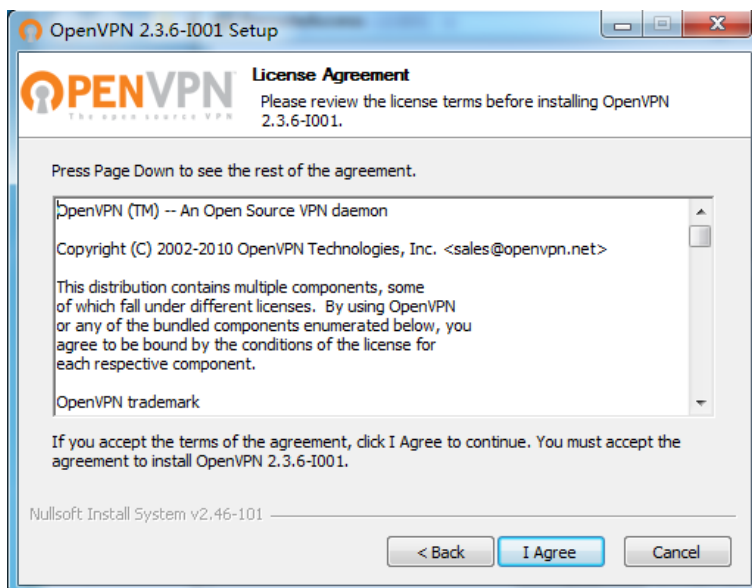 OpenVPN 2.3.6-I001 Setup
OPENVPN
The open source VPN
License Agreement
Please review the license terms before installing OpenVPN
2.3.6-I001.
Press Page Down to see the rest of the agreement.
OpenVPN (TM) -- An Open Source VPN daemon
Copyright (C) 2002-2010 OpenVPN Technologies, Inc. <sales@openvpn.net>
This distribution contains multiple components, some
of which fall under different licenses.  By using OpenVPN
or any of the bundled components enumerated below, you
agree to be bound by the conditions of the license for
each respective component.
OpenVPN trademark
If you accept the terms of the agreement, click I Agree to continue. You must accept the
agreement to install OpenVPN 2.3.6-I001.
Nullsoft Install System v2.46-101
< Back
I Agree
Cancel